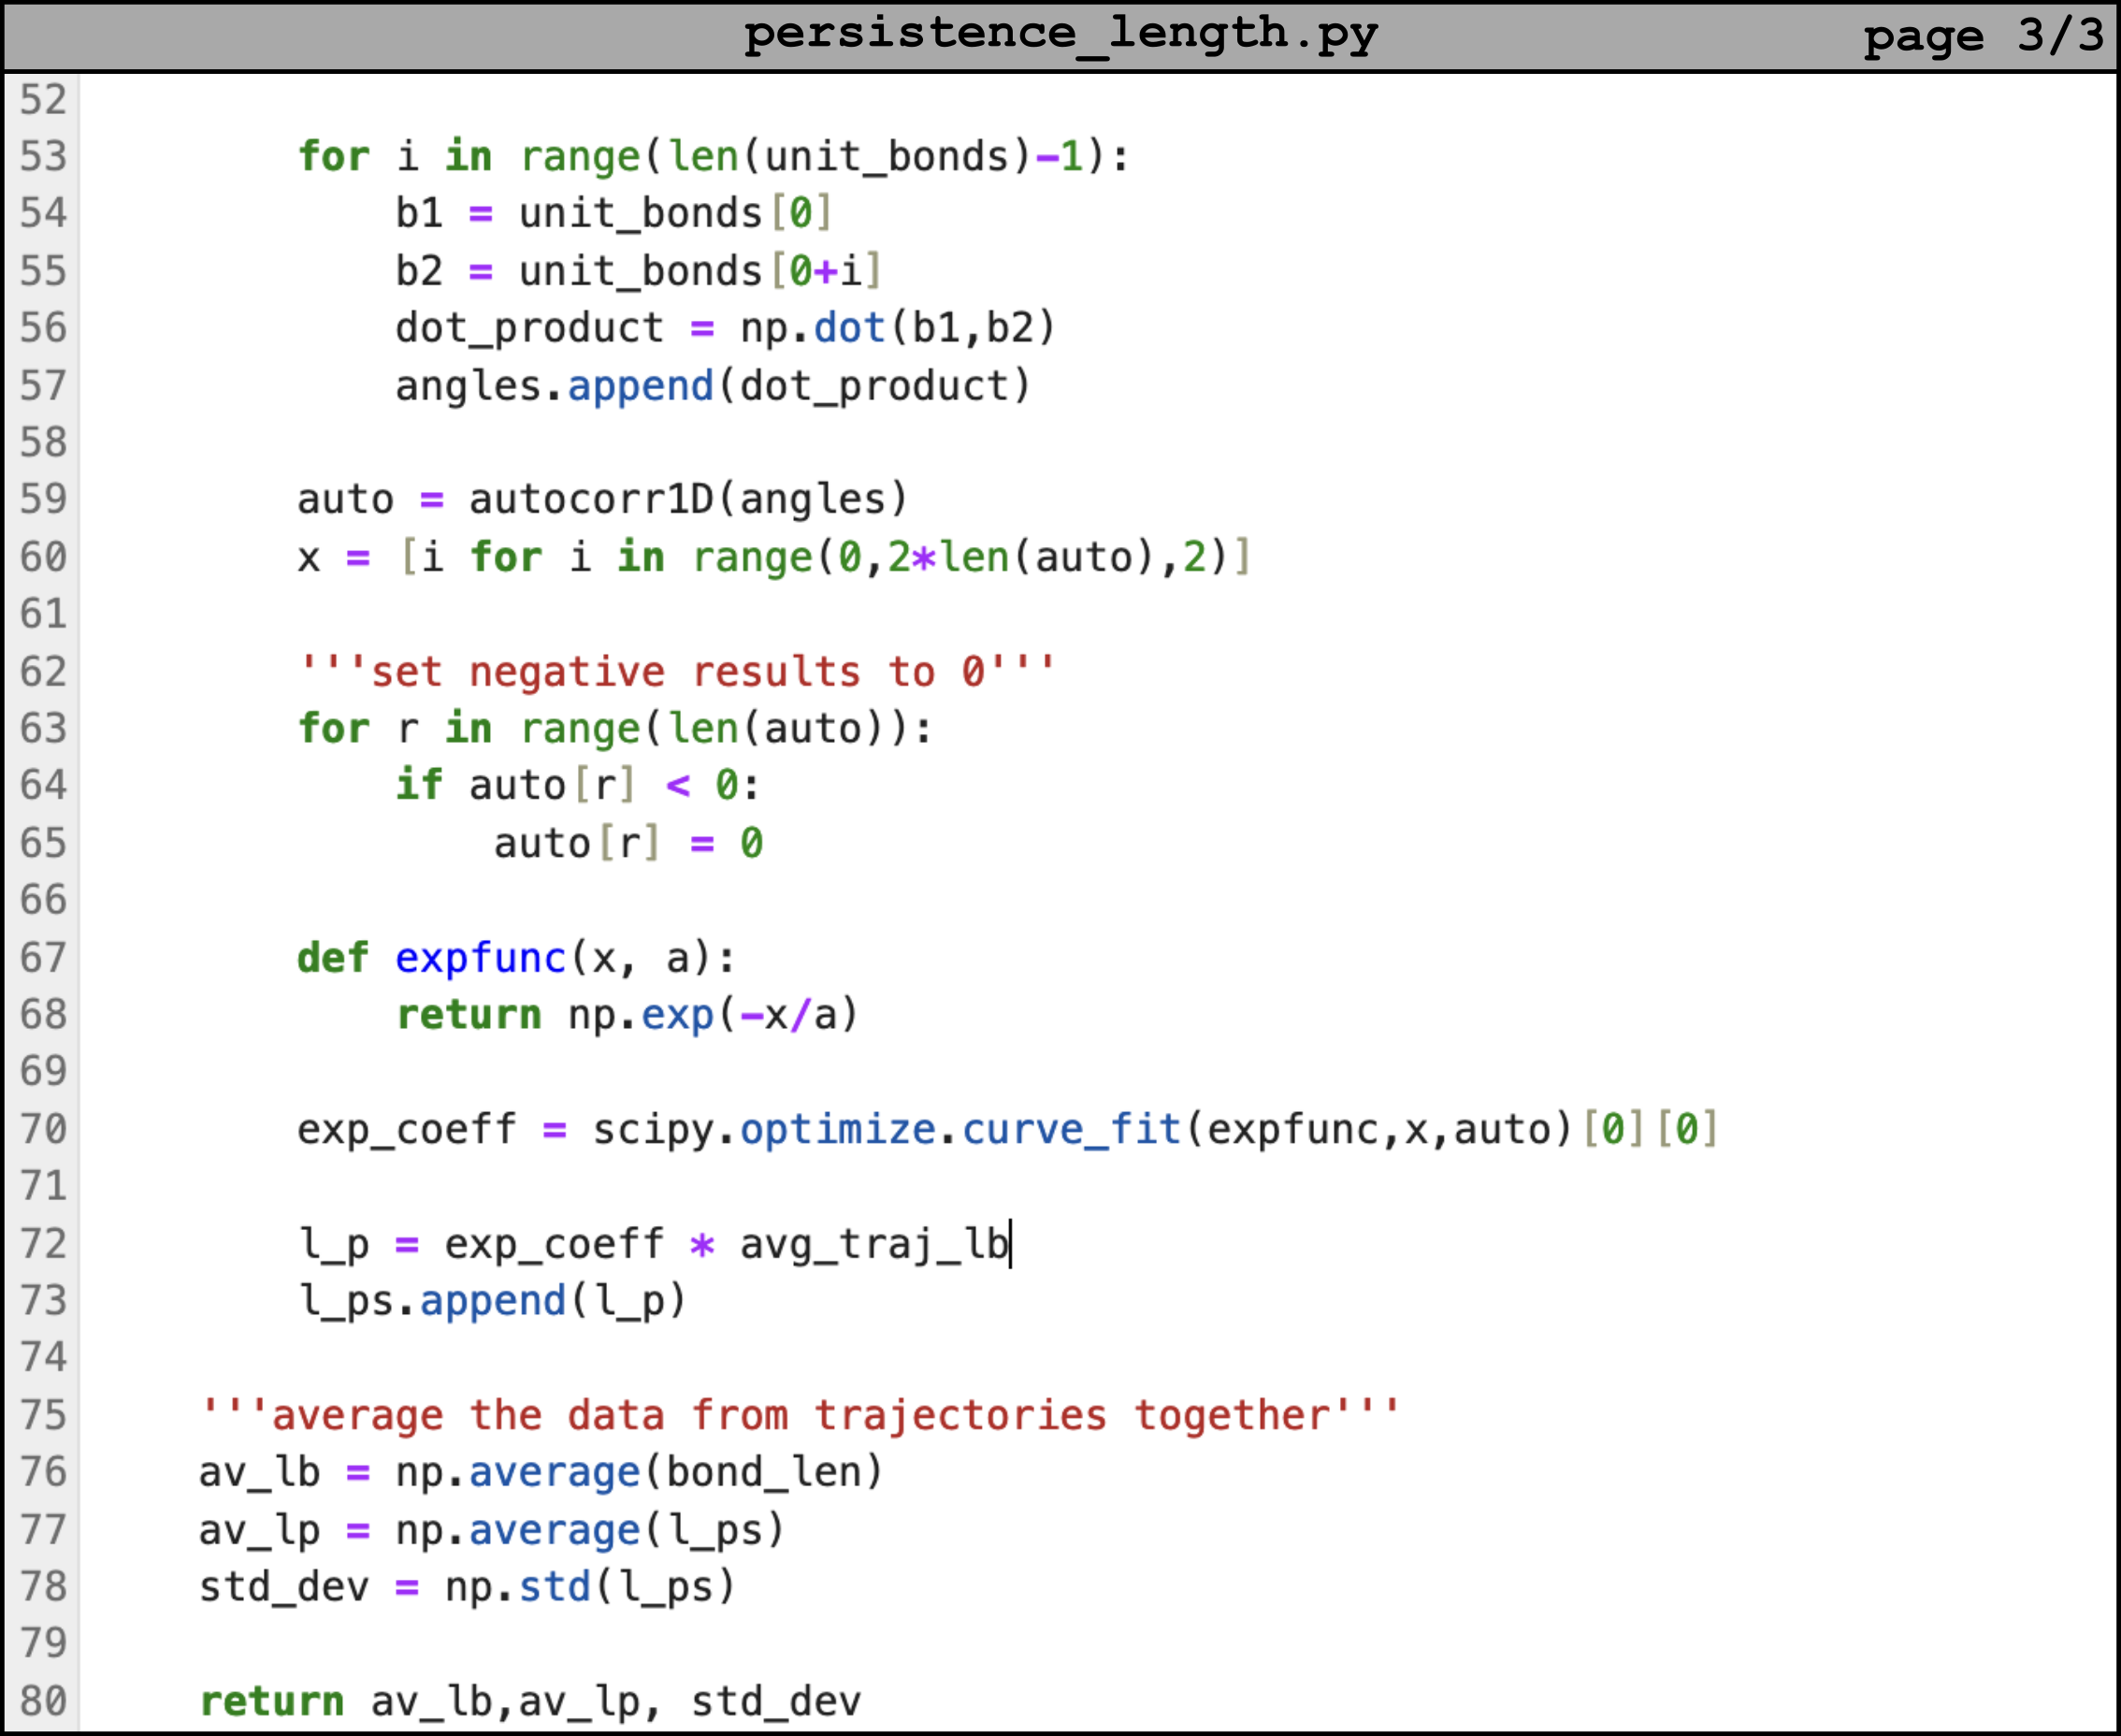 persistence_length.py page 3/3
52
53 for i in range(len(unit_bonds)-1):
54 b1 = unit_bonds[0]
55 b2 = unit_bonds[0+i]
56 dot_product = np.dot(b1,b2)
57 angles.append(dot_product)
58
59 auto = autocorr1D(angles)
60 x = [i for i in range(0,2*len(auto),2)]
61
62 '''set negative results to 0'''
63 for r in range(len(auto)):
64 if auto[r] < 0:
65 auto[r] = 0
66
67 def expfunc(x, a):
68 return np.exp(-x/a)
69
70 exp_coeff = scipy.optimize.curve_fit(expfunc,x,auto)[0][0]
71
72 l_p = exp_coeff * avg_traj_lb
73 l_ps.append(l_p)
74
75 '''average the data from trajectories together'''
76 av_lb = np.average(bond_len)
77 av_lp = np.average(l_ps)
78 std_dev = np.std(l_ps)
79
80 return av_lb,av_lp, std_dev